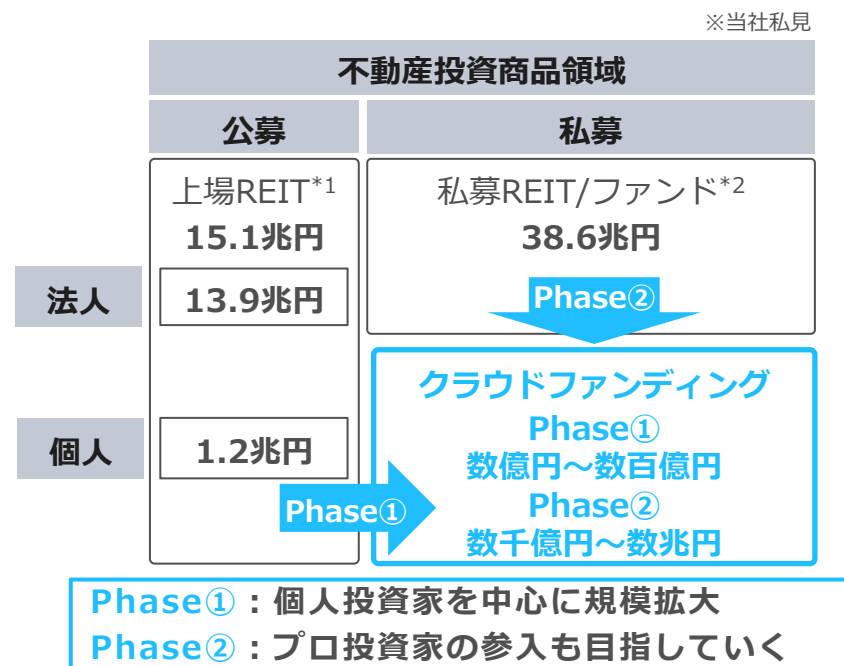 ※当社私見
不動産投資商品領域
公募
私募
上場REIT*1
15.1兆円
私募REIT/ファンド*2
38.6兆円
法人
13.9兆円
Phase②
クラウドファンディング
Phase①
数億円～数百億円
Phase②
数千億円～数兆円
個人
1.2兆円
Phase①
Phase①：個人投資家を中心に規模拡大
Phase②：プロ投資家の参入も目指していく